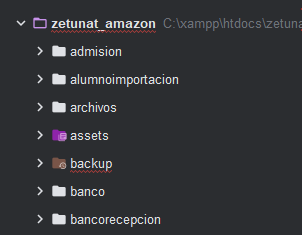 zetunat_amazon C:\xampp\htdocs\zetuna
admision
alumnoimportacion
archivos
assets
backup
banco
bancorecepcion